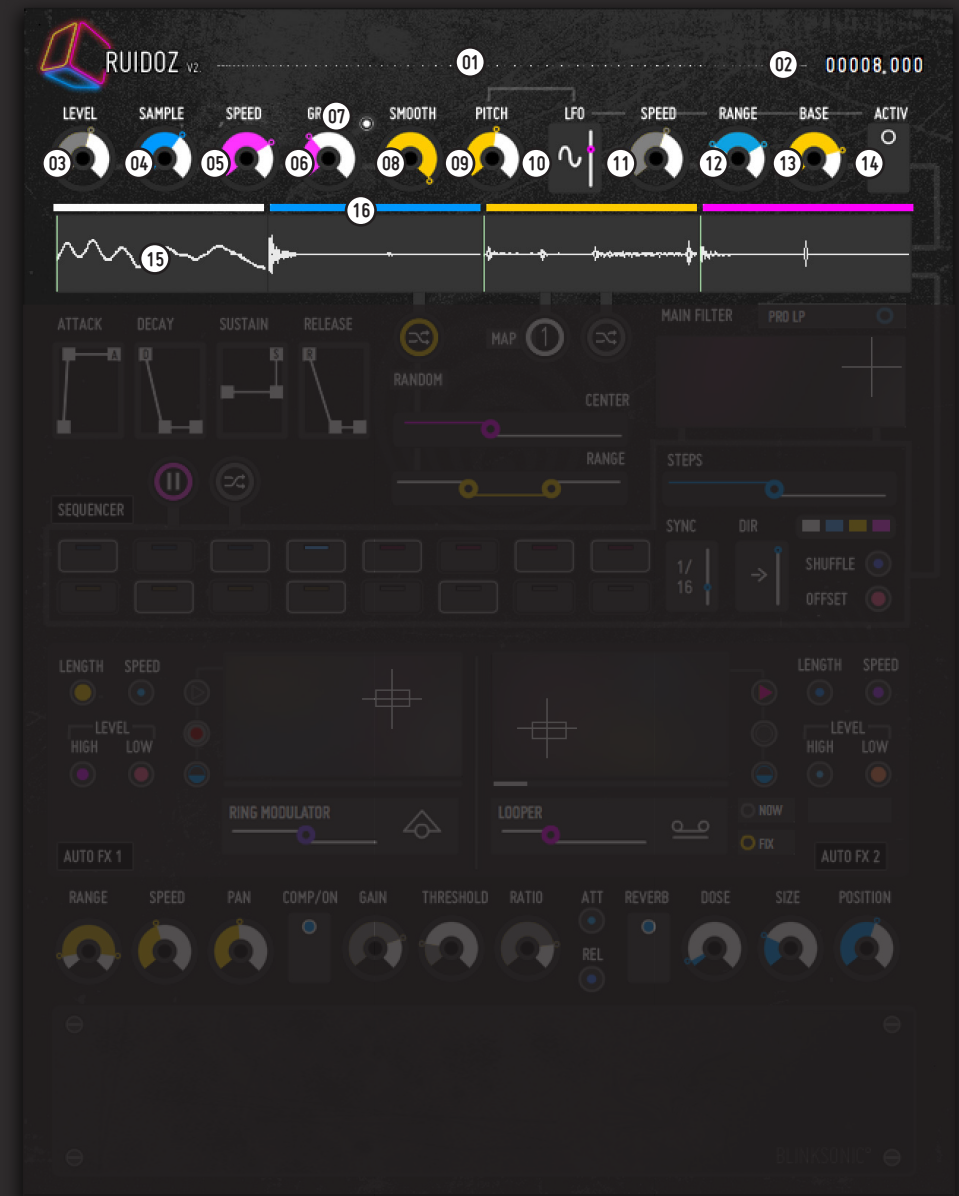 RUIDOZ V2
01
02
00008.000
LEVEL SAMPLE SPEED GR 07 SMOOTH PITCH LFO SPEED RANGE BASE ACTIV
03 04 05 06 08 09 10 11 12 13 14
16
15
ATTACK DECAY SUSTAIN RELEASE
A D S R
MAP 1
MAIN FILTER PRO LP
RANDOM
CENTER
RANGE
STEPS
SEQUENCER
SYNC DIR
1/
16
SHUFFLE
OFFSET
LENGTH SPEED
LEVEL
HIGH LOW
LENGTH SPEED
LEVEL
HIGH LOW
RING MODULATOR
LOOPER
NOW
FIX
AUTO FX 1
AUTO FX 2
RANGE SPEED PAN COMP/ON GAIN THRESHOLD RATIO ATT REVERB DOSE SIZE POSITION
REL
BLINKSONIC°